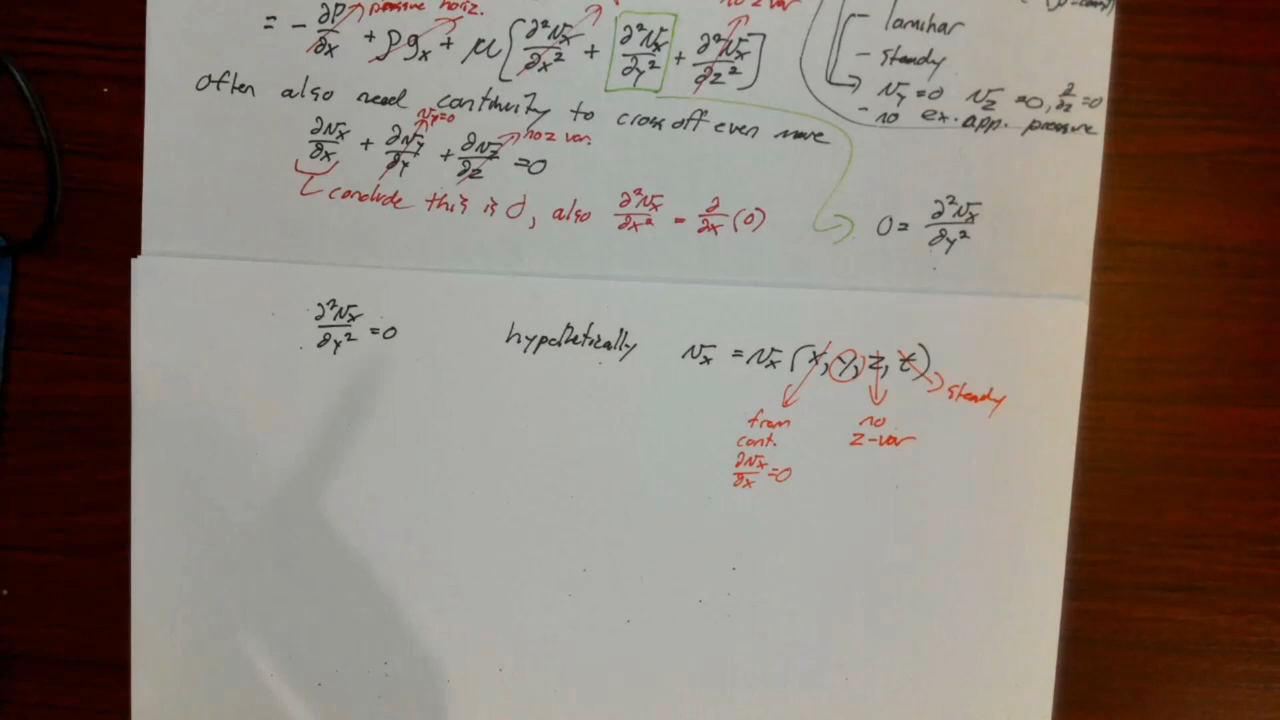 = - ∂P/∂x + ρg_x + μ[∂²v_x/∂x² + ∂²v_x/∂y² + ∂²v_x/∂z²]
pressure horiz.
no z var
- laminar
- steady
v_y = 0 v_z = 0, ∂/∂z = 0
- no ex. app. pressure
often also need continuity to cross off even more
∂v_x/∂x + ∂v_y/∂y + ∂v_z/∂z = 0
v_y=0
no z var.
conclude this is 0, also ∂²v_x/∂x² = ∂/∂x (0)
0 = ∂²v_x/∂y²
∂²v_x/∂y² = 0 hypothetically v_x = v_x (x, y, z, t)
steady
from
cont.
∂v_x/∂x = 0
no
z-var